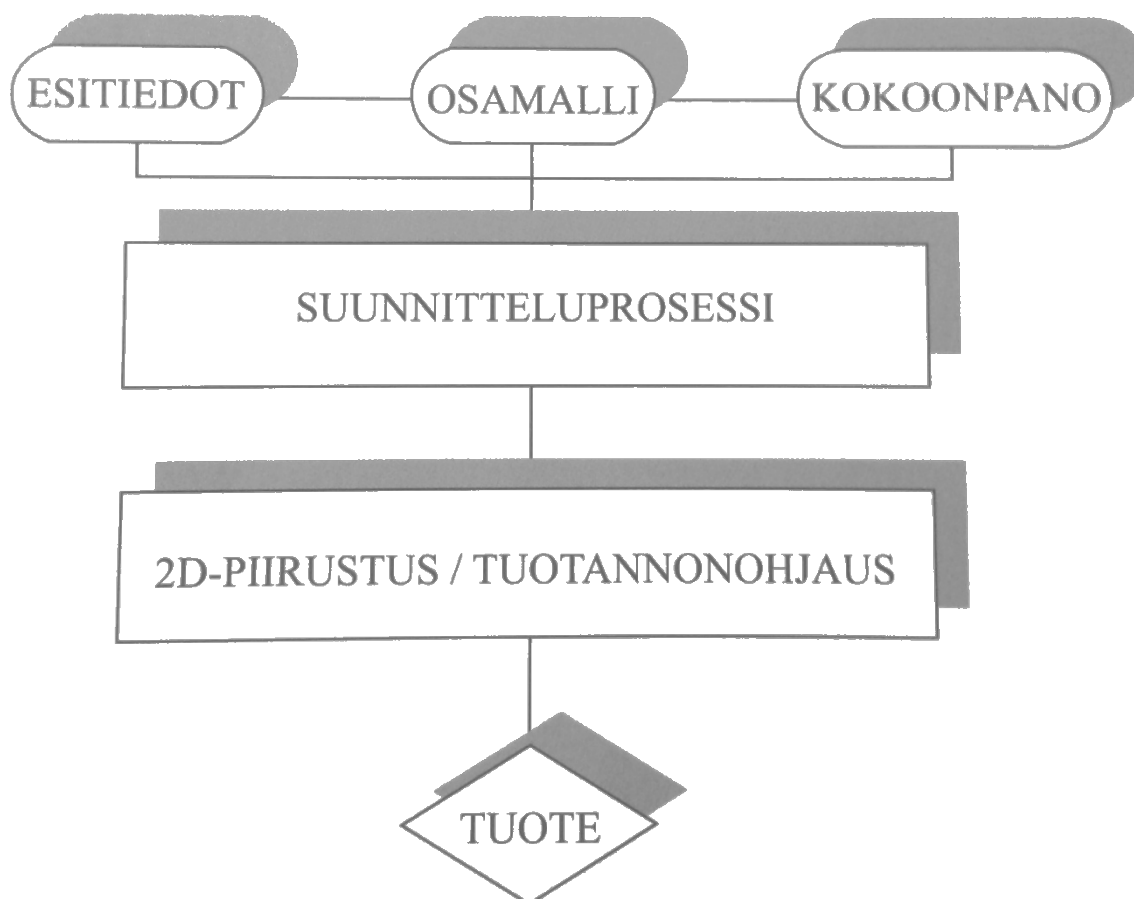 ESITIEDOT
OSAMALLI
KOKOONPANO
SUUNNITTELUPROSESSI
2D-PIIRUSTUS / TUOTANNONOHJAUS
TUOTE